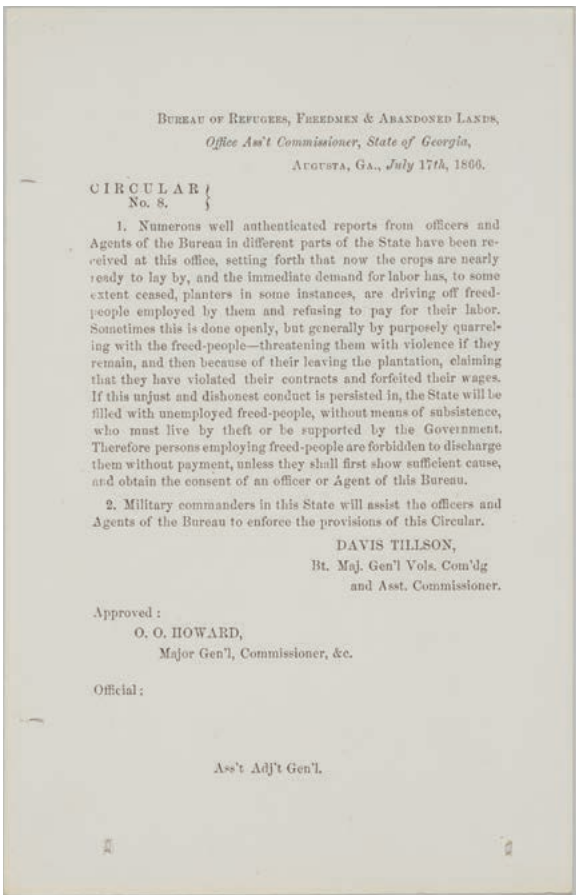 BUREAU OF REFUGEES, FREEDMEN & ABANDONED LANDS,
Office Ass't Commissioner, State of Georgia,
AUGUSTA, GA., July 17th, 1866.
CIRCULAR }
No. 8. }
1. Numerous well authenticated reports from officers and
Agents of the Bureau in different parts of the State have been re-
ceived at this office, setting forth that now the crops are nearly
ready to lay by, and the immediate demand for labor has, to some
extent ceased, planters in some instances, are driving off freed-
people employed by them and refusing to pay for their labor.
Sometimes this is done openly, but generally by purposely quarrel-
ing with the freed-people—threatening them with violence if they
remain, and then because of their leaving the plantation, claiming
that they have violated their contracts and forfeited their wages.
If this unjust and dishonest conduct is persisted in, the State will be
filled with unemployed freed-people, without means of subsistence,
who must live by theft or be supported by the Government.
Therefore persons employing freed-people are forbidden to discharge
them without payment, unless they shall first show sufficient cause,
and obtain the consent of an officer or Agent of this Bureau.
2. Military commanders in this State will assist the officers and
Agents of the Bureau to enforce the provisions of this Circular.
DAVIS TILLSON,
Bt. Maj. Gen'l Vols. Com'dg
and Asst. Commissioner.
Approved :
O. O. HOWARD,
Major Gen'l, Commissioner, &c.
Official :
Ass't Adj't Gen'l.